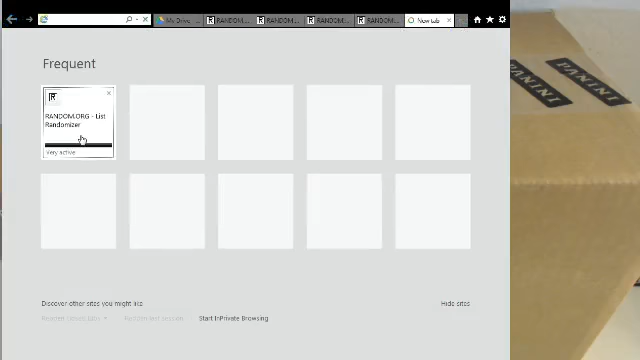 My Drive
RANDOM.
RANDOM.
RANDOM.
RANDOM.
New tab
Frequent
R
RANDOM.ORG - List
Randomizer
Very active
Discover other sites you might like
Hide sites
Reopen closed tabs
Reopen last session
Start InPrivate Browsing
PANINI
PANINI